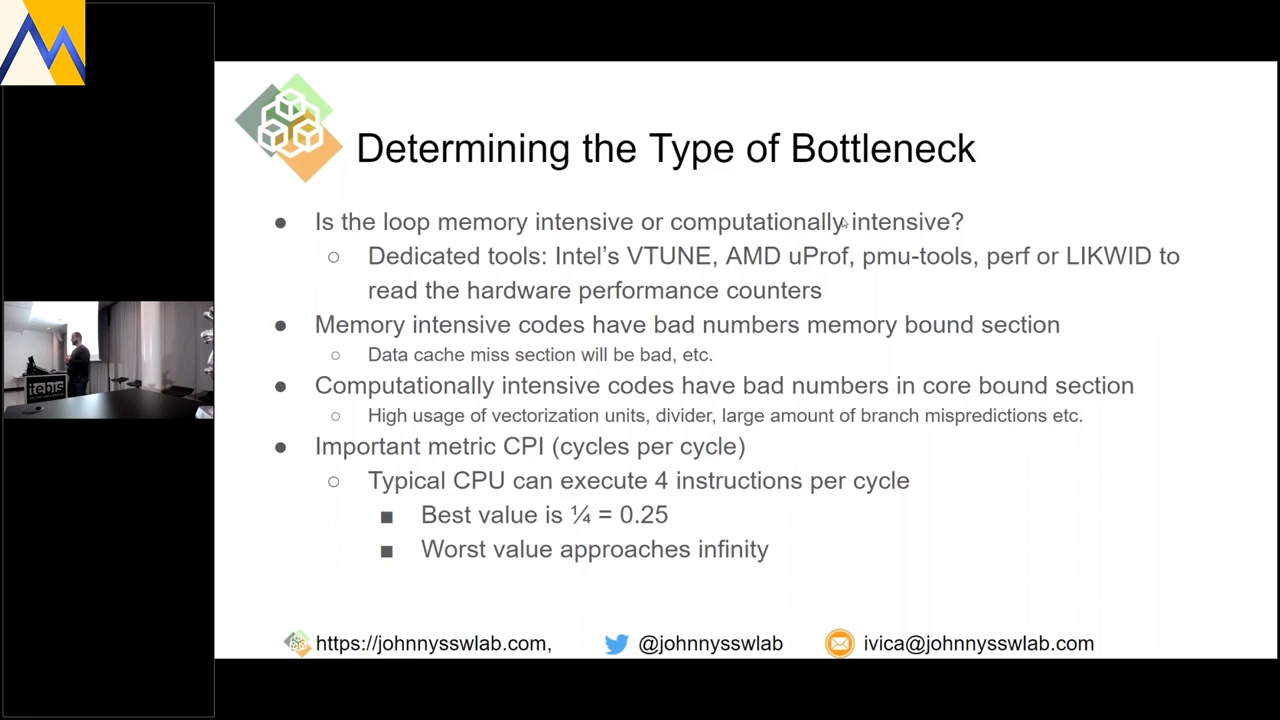 Determining the Type of Bottleneck
● Is the loop memory intensive or computationally intensive?
○ Dedicated tools: Intel’s VTUNE, AMD uProf, pmu-tools, perf or LIKWID to
read the hardware performance counters
● Memory intensive codes have bad numbers memory bound section
○ Data cache miss section will be bad, etc.
● Computationally intensive codes have bad numbers in core bound section
○ High usage of vectorization units, divider, large amount of branch mispredictions etc.
● Important metric CPI (cycles per cycle)
○ Typical CPU can execute 4 instructions per cycle
■ Best value is ¼ = 0.25
■ Worst value approaches infinity
https://johnnysswlab.com, @johnnysswlab ivica@johnnysswlab.com